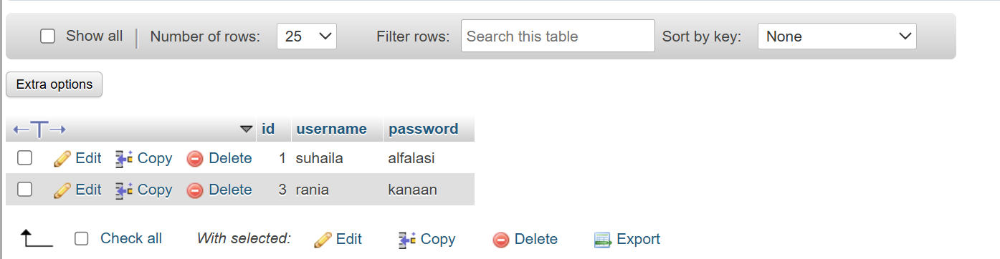 Show all Number of rows: 25 Filter rows: Search this table Sort by key: None
Extra options
←T→ id username password
Edit Copy Delete 1 suhaila alfalasi
Edit Copy Delete 3 rania kanaan
Check all With selected: Edit Copy Delete Export